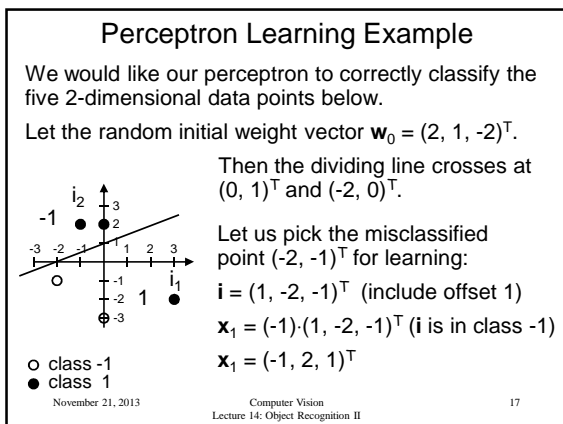 Perceptron Learning Example
We would like our perceptron to correctly classify the
five 2-dimensional data points below.
Let the random initial weight vector w₀ = (2, 1, -2)ᵀ.
Then the dividing line crosses at
(0, 1)ᵀ and (-2, 0)ᵀ.
Let us pick the misclassified
point (-2, -1)ᵀ for learning:
i = (1, -2, -1)ᵀ (include offset 1)
x₁ = (-1)·(1, -2, -1)ᵀ (i is in class -1)
x₁ = (-1, 2, 1)ᵀ
i₂
3
-1
2
1
-3 -2 -1 1 2 3
i₁
-1
1
-2
-3
class -1
class 1
November 21, 2013
Computer Vision
Lecture 14: Object Recognition II
17